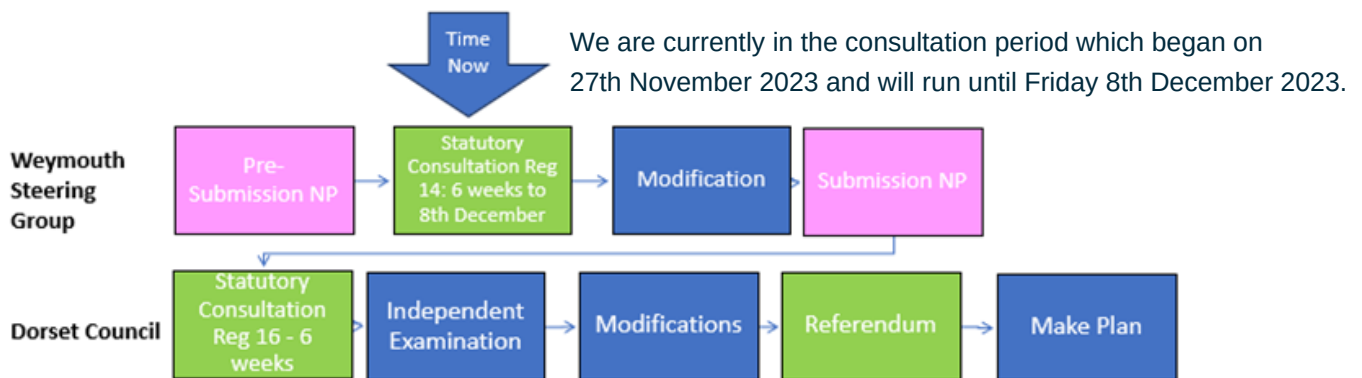 Time
Now
We are currently in the consultation period which began on
27th November 2023 and will run until Friday 8th December 2023.
Weymouth
Steering
Group
Pre-
Submission NP
Statutory
Consultation Reg
14: 6 weeks to
8th December
Modification
Submission NP
Dorset Council
Statutory
Consultation
Reg 16 - 6
weeks
Independent
Examination
Modifications
Referendum
Make Plan